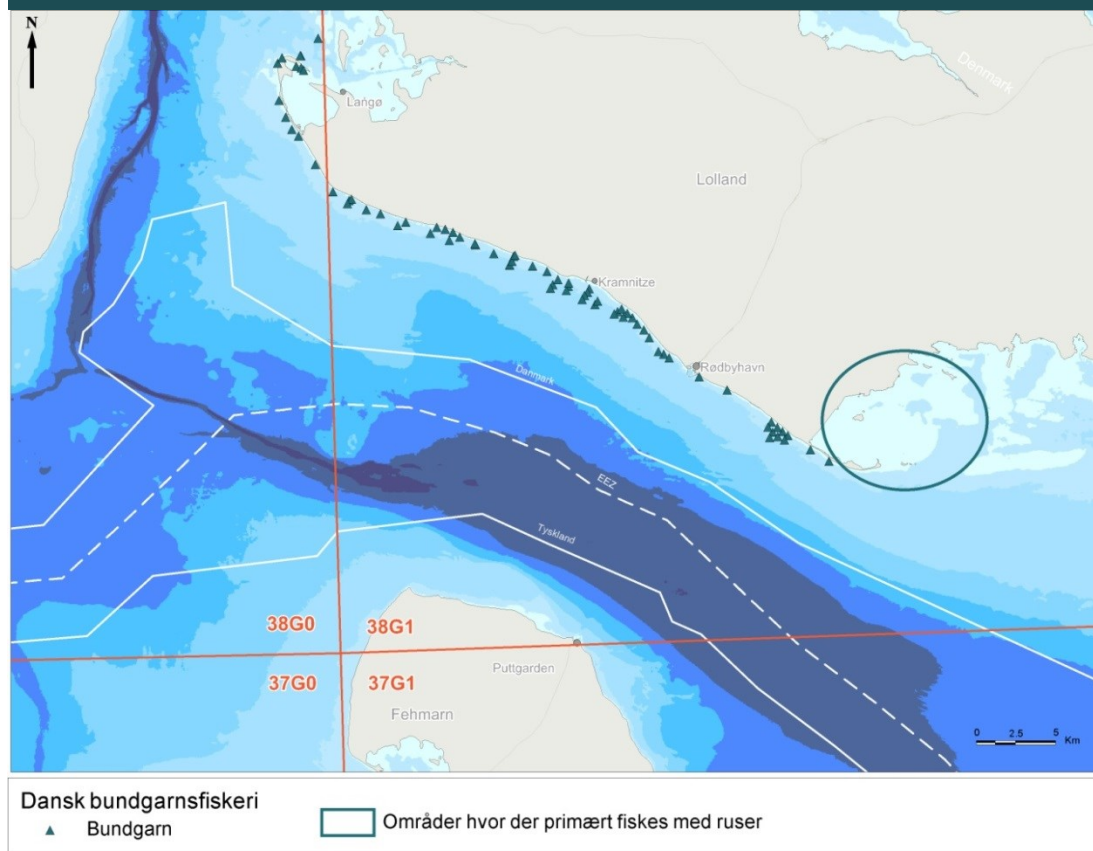 N
Denmark
Langø
Lolland
Kramnitze
Rødbyhavn
Danmark
EEZ
Tyskland
38G0
38G1
37G0
37G1
Puttgarden
Fehmarn
0 2.5 5
Km
Dansk bundgarnsfiskeri
Bundgarn
Områder hvor der primært fiskes med ruser